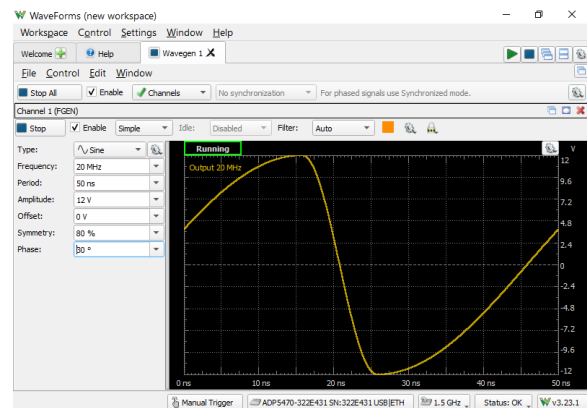 WaveForms (new workspace)
Workspace Control Settings Window Help
Welcome Help Wavegen 1
File Control Edit Window
Stop All Enable Channels No synchronization For phased signals use Synchronized mode.
Channel 1 (FGEN)
Stop Enable Simple Idle: Disabled Filter: Auto
Type: Sine
Frequency: 20 MHz
Period: 50 ns
Amplitude: 12 V
Offset: 0 V
Symmetry: 80 %
Phase: 30 °
Running V
Output 20 MHz
12
9.6
7.2
4.8
2.4
0
-2.4
-4.8
-7.2
-9.6
-12
0 ns 10 ns 20 ns 30 ns 40 ns 50 ns
Manual Trigger ADP5470-322E431 SN:322E431 USB|ETH 1.5 GHz Status: OK v3.23.1